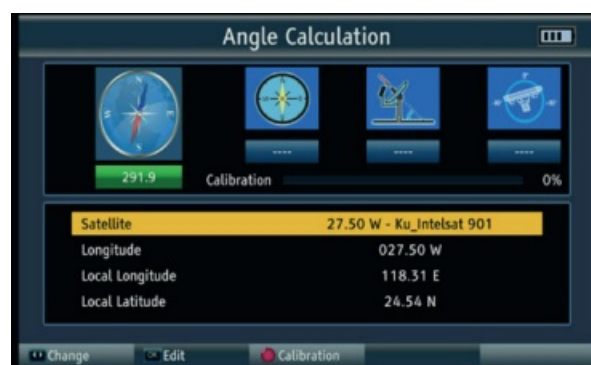 Angle Calculation
---- ---- ----
291.9 Calibration 0%
Satellite 27.50 W - Ku_Intelsat 901
Longitude 027.50 W
Local Longitude 118.31 E
Local Latitude 24.54 N
Change OK Edit Calibration